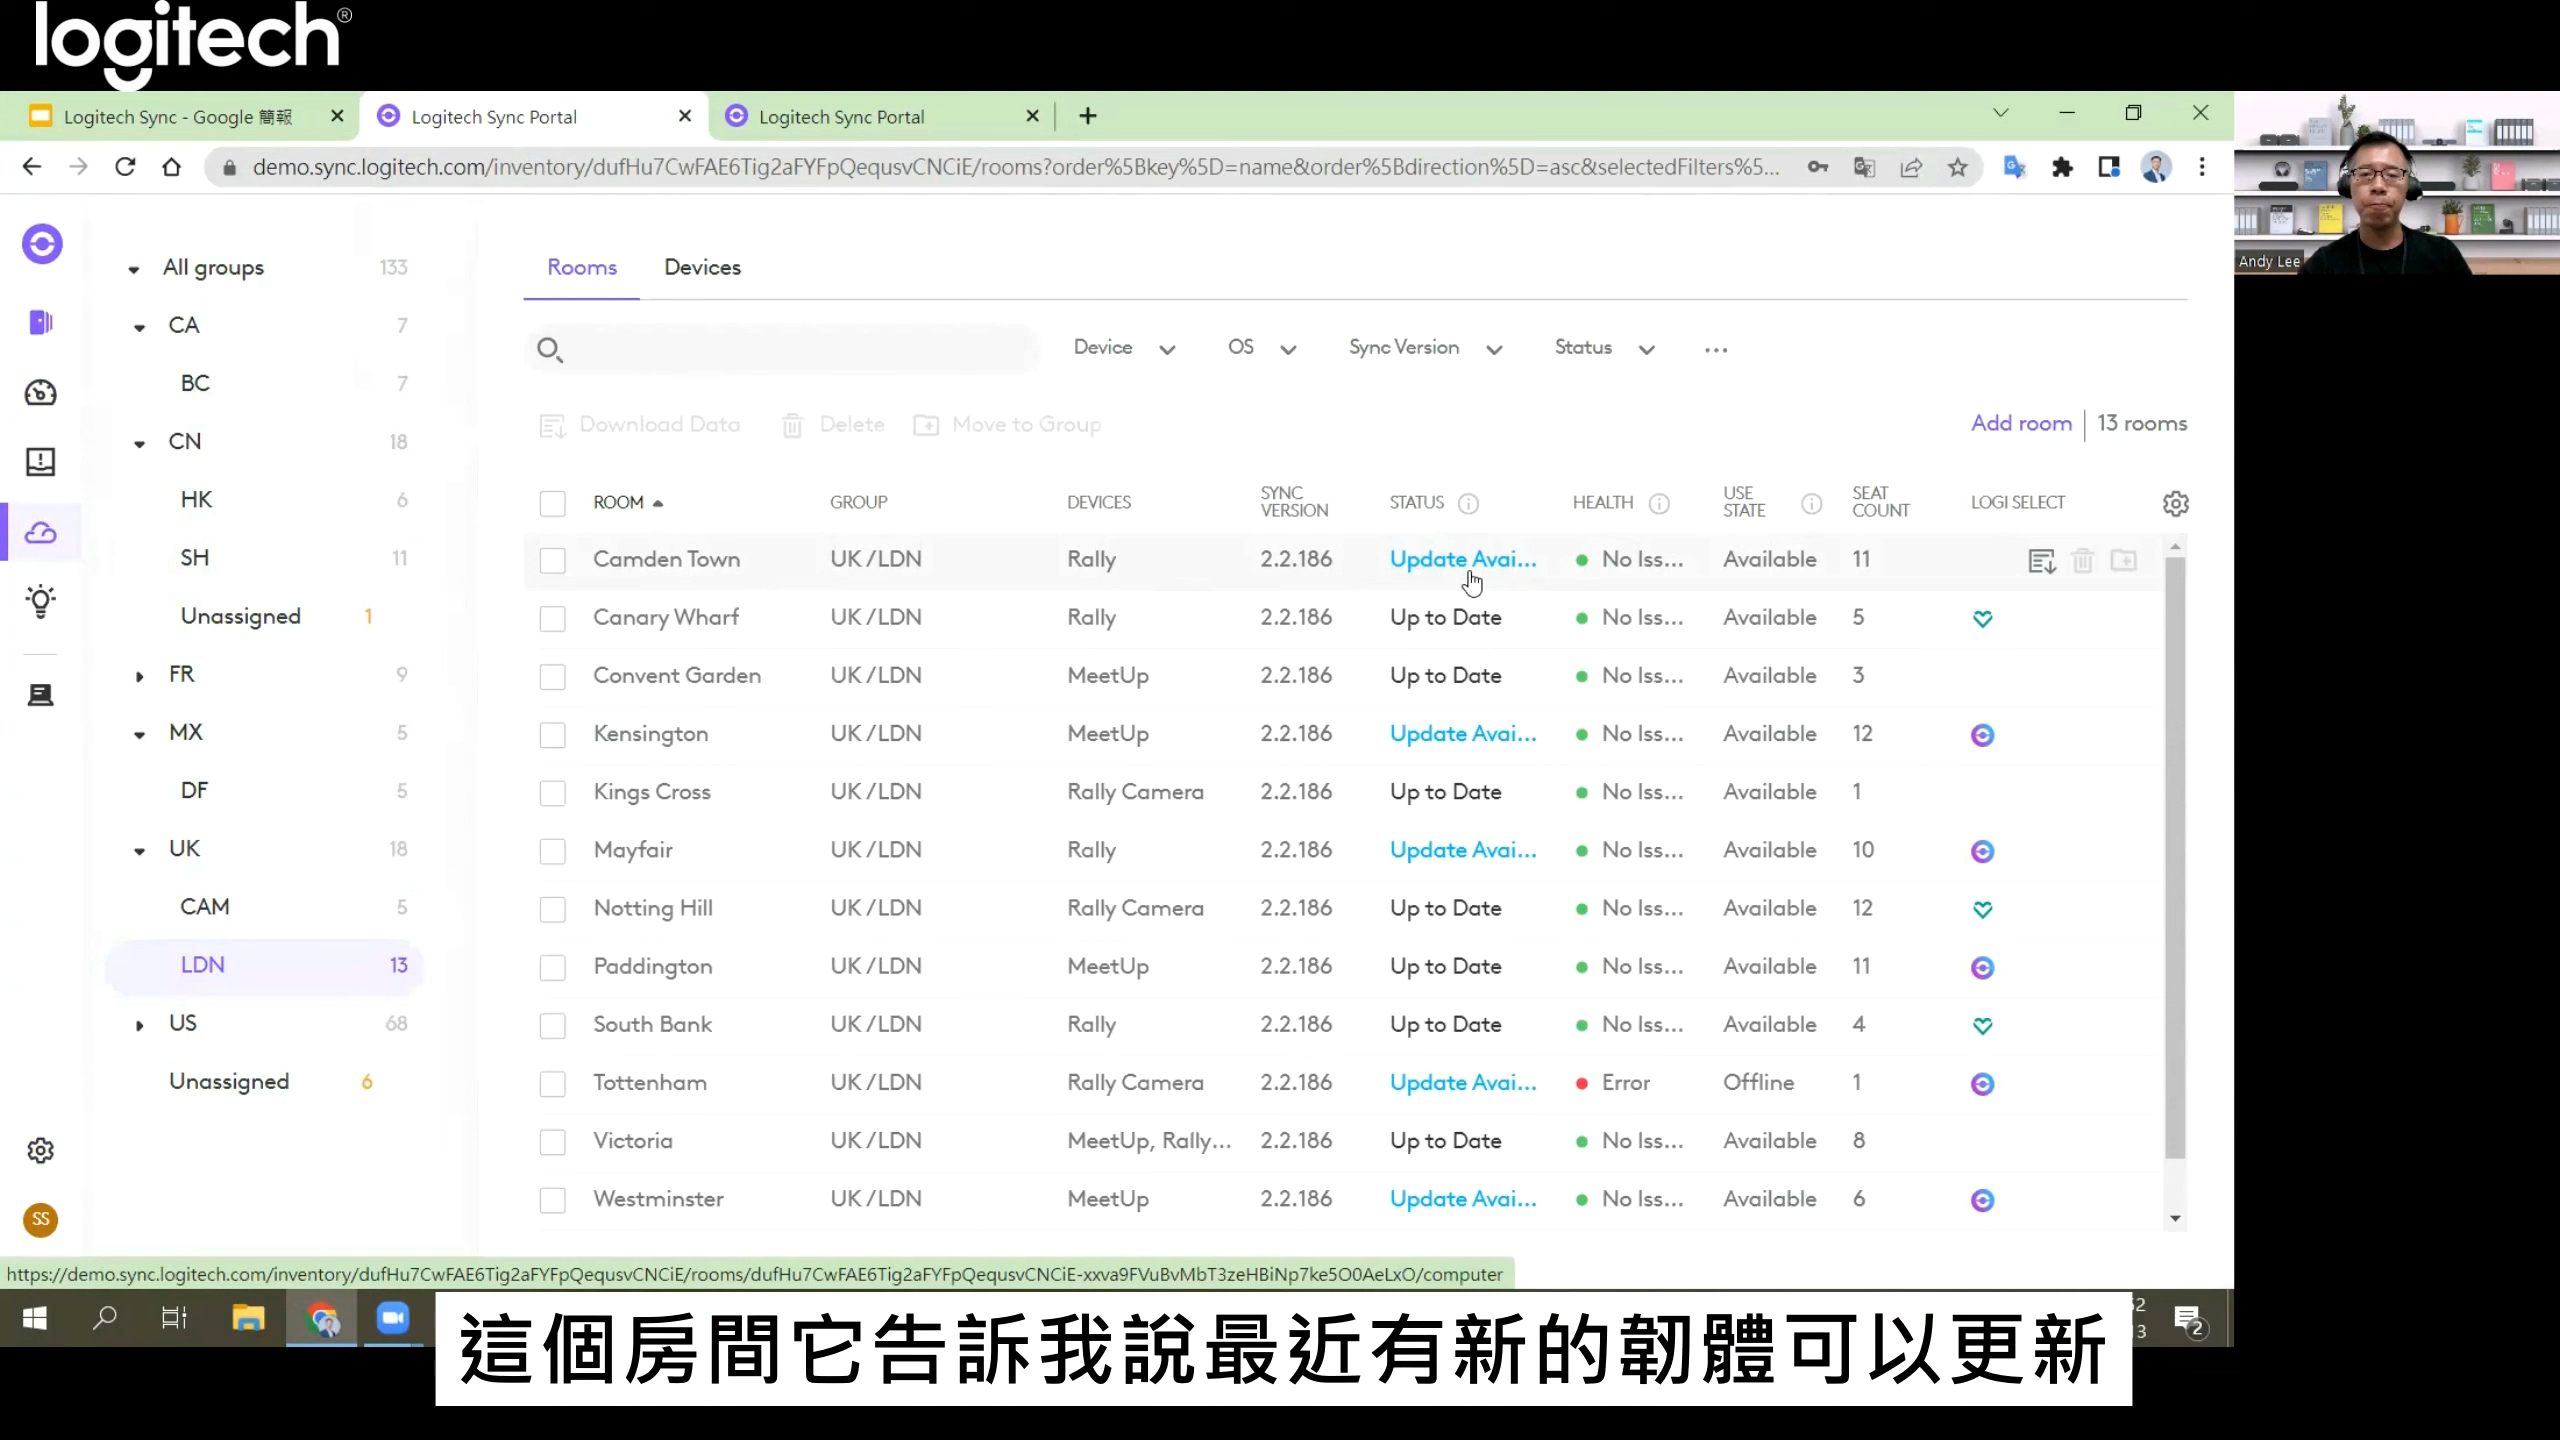 logitech®
Logitech Sync - Google 簡報
Logitech Sync Portal
Logitech Sync Portal
demo.sync.logitech.com/inventory/dufHu7CwFAE6Tig2aFYFpQequsvCNCiE/rooms?order%5Bkey%5D=name&order%5Bdirection%5D=asc&selectedFilters%5...
Andy Lee
All groups 133
CA 7
BC 7
CN 18
HK 6
SH 11
Unassigned 1
FR 9
MX 5
DF 5
UK 18
CAM 5
LDN 13
US 68
Unassigned 6
SS
Rooms Devices
Device OS Sync Version Status ...
Download Data Delete Move to Group Add room 13 rooms
ROOM GROUP DEVICES SYNC VERSION STATUS HEALTH USE STATE SEAT COUNT LOGI SELECT
Camden Town UK/LDN Rally 2.2.186 Update Avai... No Iss... Available 11
Canary Wharf UK/LDN Rally 2.2.186 Up to Date No Iss... Available 5
Convent Garden UK/LDN MeetUp 2.2.186 Up to Date No Iss... Available 3
Kensington UK/LDN MeetUp 2.2.186 Update Avai... No Iss... Available 12
Kings Cross UK/LDN Rally Camera 2.2.186 Up to Date No Iss... Available 1
Mayfair UK/LDN Rally 2.2.186 Update Avai... No Iss... Available 10
Notting Hill UK/LDN Rally Camera 2.2.186 Up to Date No Iss... Available 12
Paddington UK/LDN MeetUp 2.2.186 Up to Date No Iss... Available 11
South Bank UK/LDN Rally 2.2.186 Up to Date No Iss... Available 4
Tottenham UK/LDN Rally Camera 2.2.186 Update Avai... Error Offline 1
Victoria UK/LDN MeetUp, Rally... 2.2.186 Up to Date No Iss... Available 8
Westminster UK/LDN MeetUp 2.2.186 Update Avai... No Iss... Available 6
https://demo.sync.logitech.com/inventory/dufHu7CwFAE6Tig2aFYFpQequsvCNCiE/rooms/dufHu7CwFAE6Tig2aFYFpQequsvCNCiE-xxva9FVuBvMbT3zeHBiNp7ke5O0AeLxO/computer
2
這個房間它告訴我說最近有新的韌體可以更新